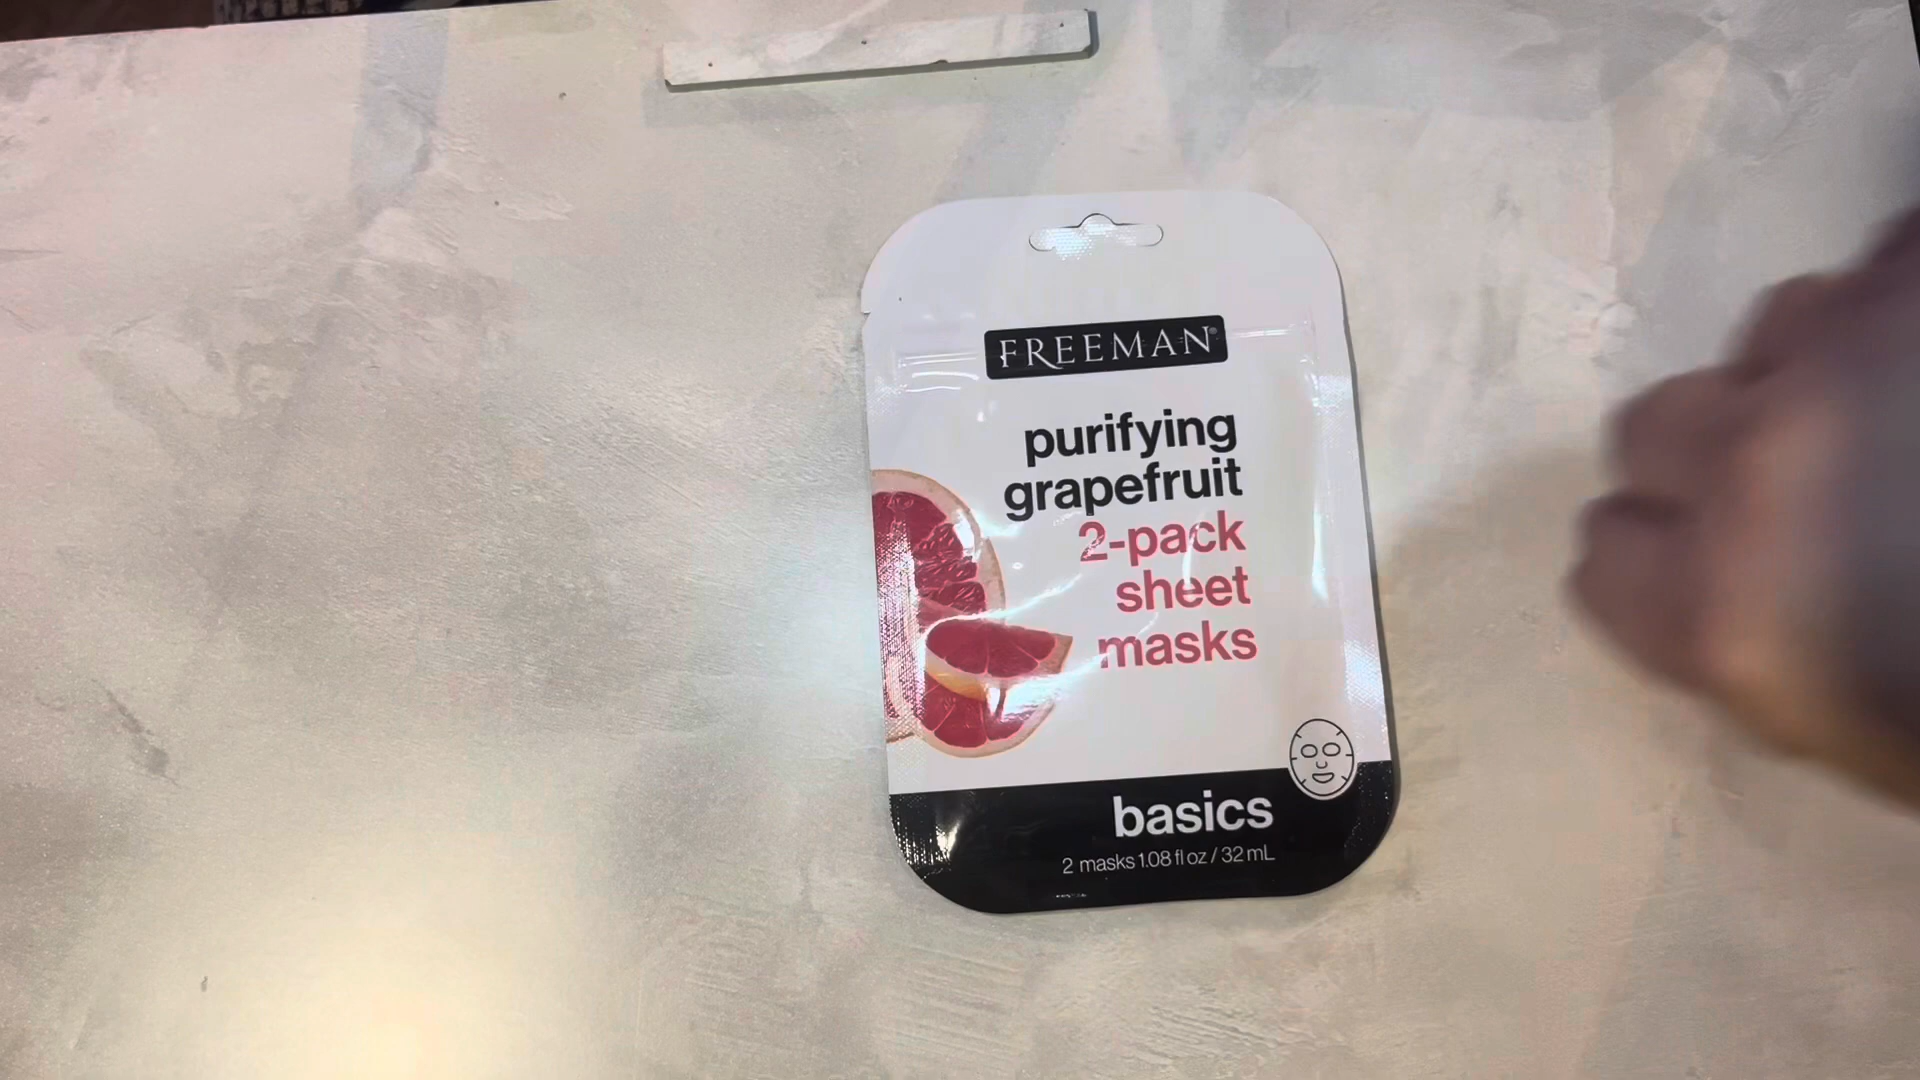 FREEMAN®
purifying
grapefruit
2-pack
sheet
masks
basics
2 masks 1.08 fl oz / 32 mL